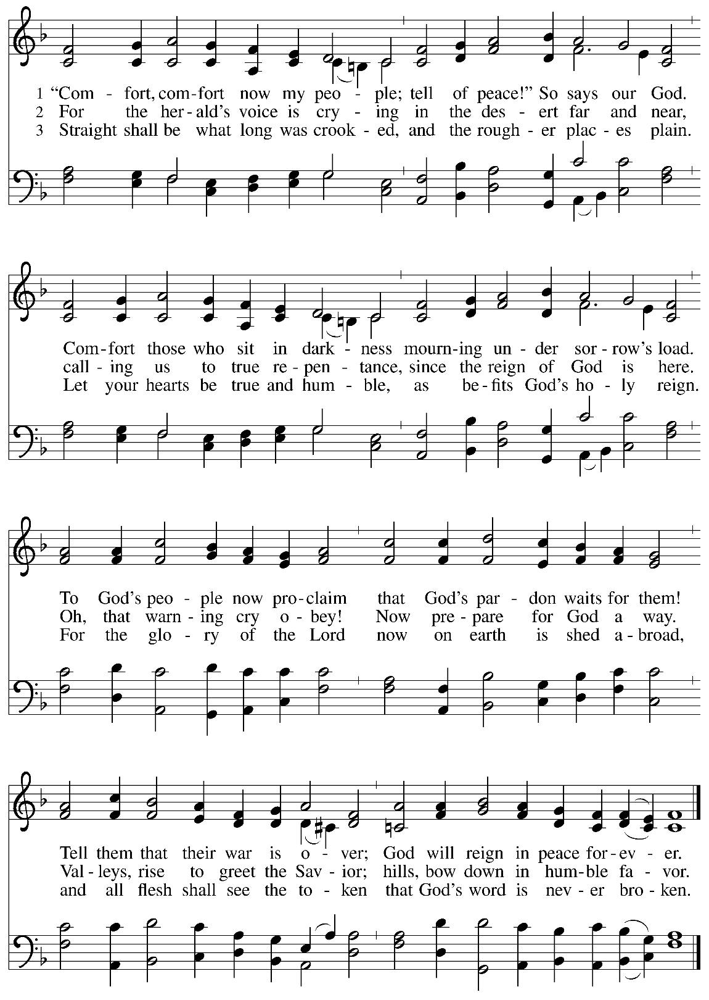 1 “Com - fort, com-fort now my peo - ple; tell of peace!” So says our God.
2 For the her-ald’s voice is cry - ing in the des - ert far and near,
3 Straight shall be what long was crook - ed, and the rough - er plac - es plain.
Com-fort those who sit in dark - ness mourn-ing un - der sor - row’s load.
call - ing us to true re - pen - tance, since the reign of God is here.
Let your hearts be true and hum - ble, as be - fits God’s ho - ly reign.
To God’s peo - ple now pro-claim that God’s par - don waits for them!
Oh, that warn - ing cry o - bey! Now pre - pare for God a way.
For the glo - ry of the Lord now on earth is shed a - broad,
Tell them that their war is o - ver; God will reign in peace for-ev - er.
Val - leys, rise to greet the Sav - ior; hills, bow down in hum-ble fa - vor.
and all flesh shall see the to - ken that God’s word is nev - er bro - ken.